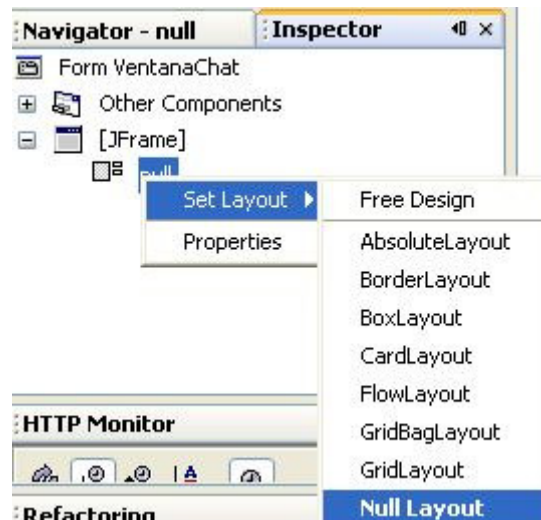 Navigator - null
Inspector
Form VentanaChat
Other Components
[JFrame]
null
Set Layout
Properties
Free Design
AbsoluteLayout
BorderLayout
BoxLayout
CardLayout
FlowLayout
GridBagLayout
GridLayout
Null Layout
HTTP Monitor
A
Refactoring